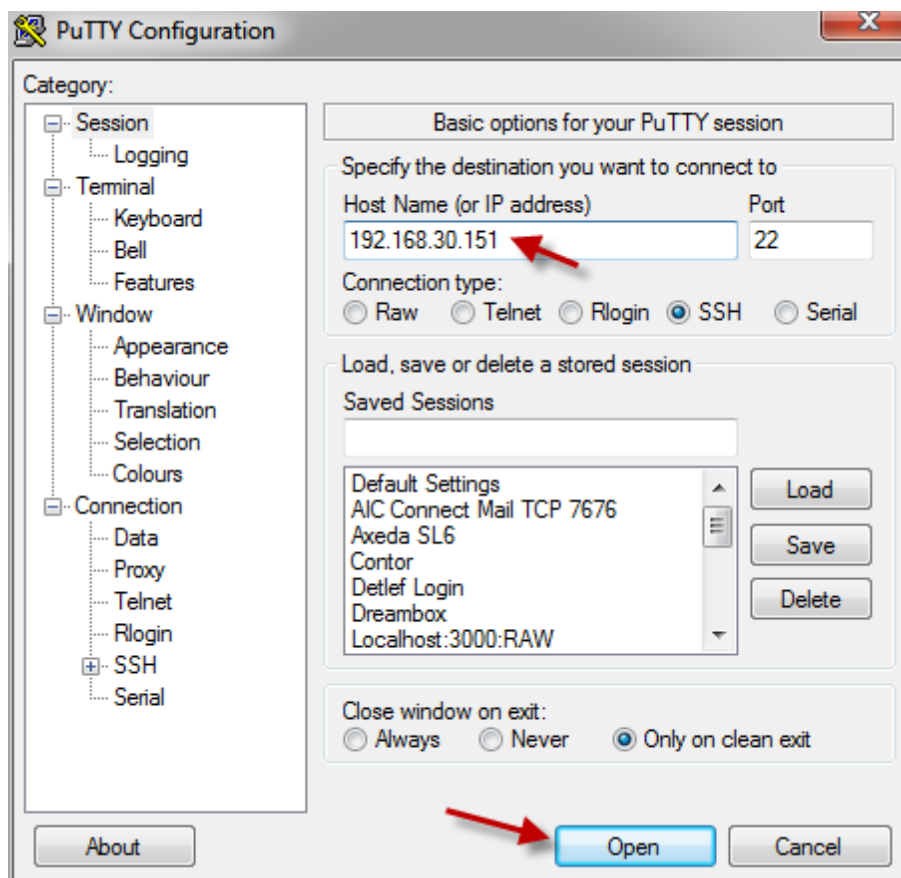 PuTTY Configuration
X
Category:
Session
Logging
Terminal
Keyboard
Bell
Features
Window
Appearance
Behaviour
Translation
Selection
Colours
Connection
Data
Proxy
Telnet
Rlogin
SSH
Serial
Basic options for your PuTTY session
Specify the destination you want to connect to
Host Name (or IP address) Port
192.168.30.151 22
Connection type:
Raw Telnet Rlogin SSH Serial
Load, save or delete a stored session
Saved Sessions
Default Settings
AIC Connect Mail TCP 7676
Axeda SL6
Contor
Detlef Login
Dreambox
Localhost:3000:RAW
Load
Save
Delete
Close window on exit:
Always Never Only on clean exit
About Open Cancel